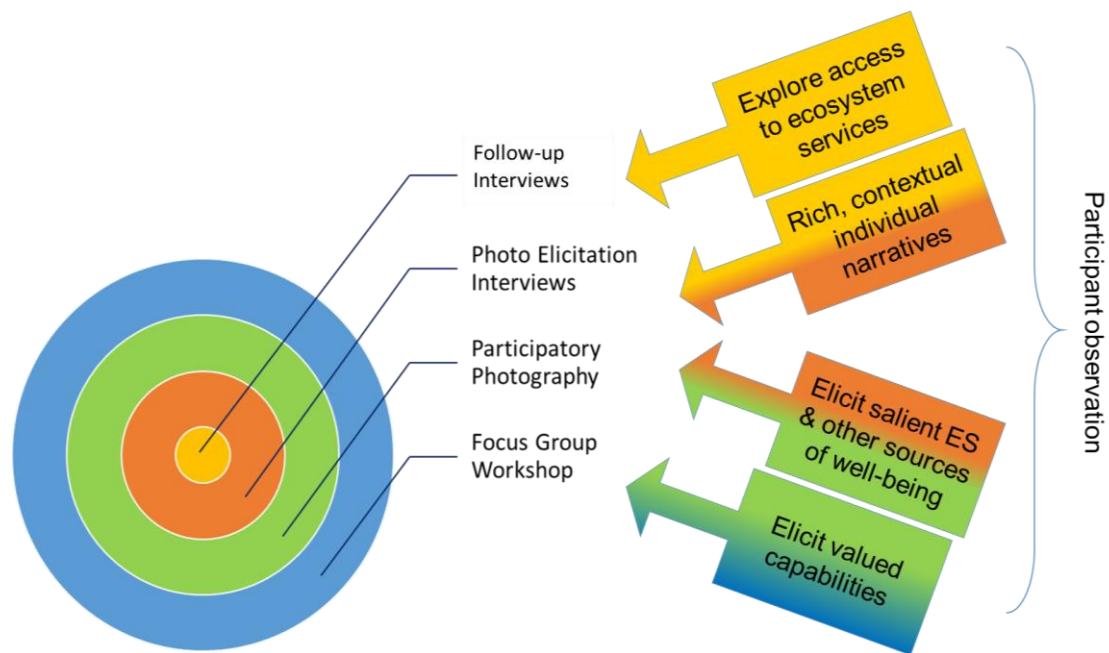 Follow-up
Interviews
Photo Elicitation
Interviews
Participatory
Photography
Focus Group
Workshop
Explore access
to ecosystem
services
Rich, contextual
individual
narratives
Elicit salient ES
& other sources
of well-being
Elicit valued
capabilities
Participant observation